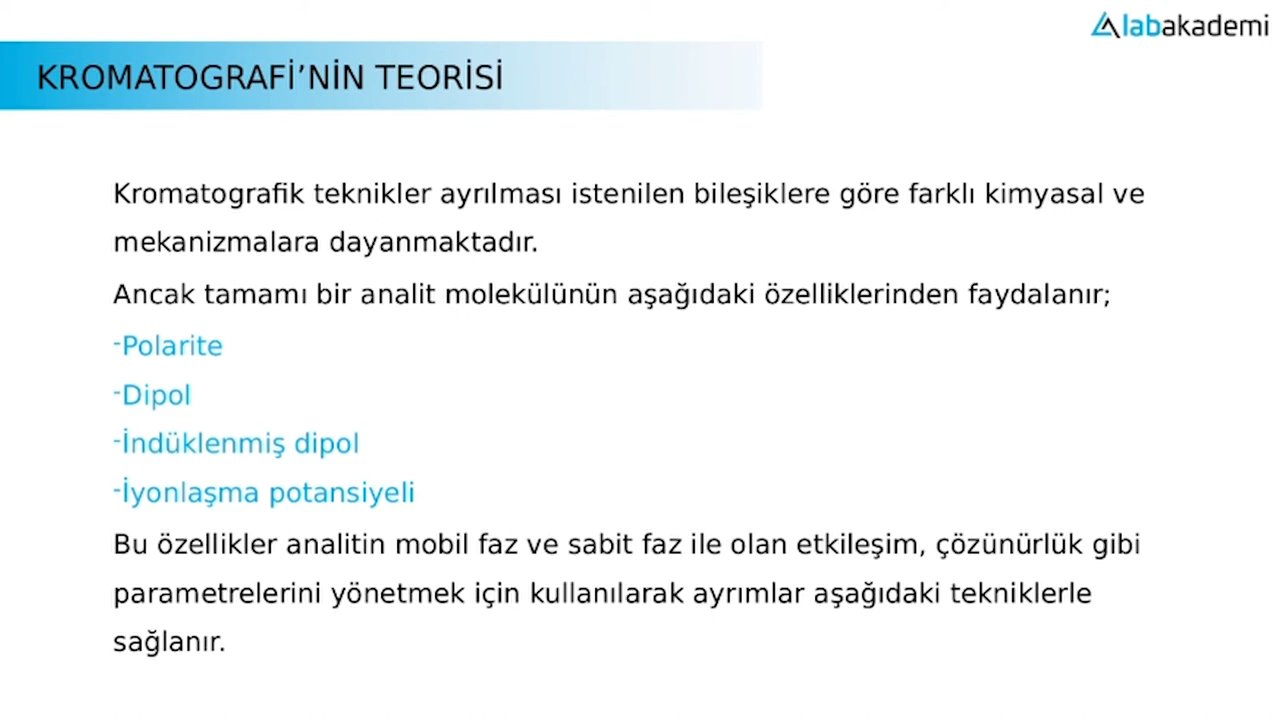 labakademi
KROMATOGRAFİ’NİN TEORİSİ
Kromatografik teknikler ayrılması istenilen bileşiklere göre farklı kimyasal ve
mekanizmalara dayanmaktadır.
Ancak tamamı bir analit molekülünün aşağıdaki özelliklerinden faydalanır;
-Polarite
-Dipol
-İndüklenmiş dipol
-İyonlaşma potansiyeli
Bu özellikler analitin mobil faz ve sabit faz ile olan etkileşim, çözünürlük gibi
parametrelerini yönetmek için kullanılarak ayrımlar aşağıdaki tekniklerle
sağlanır.